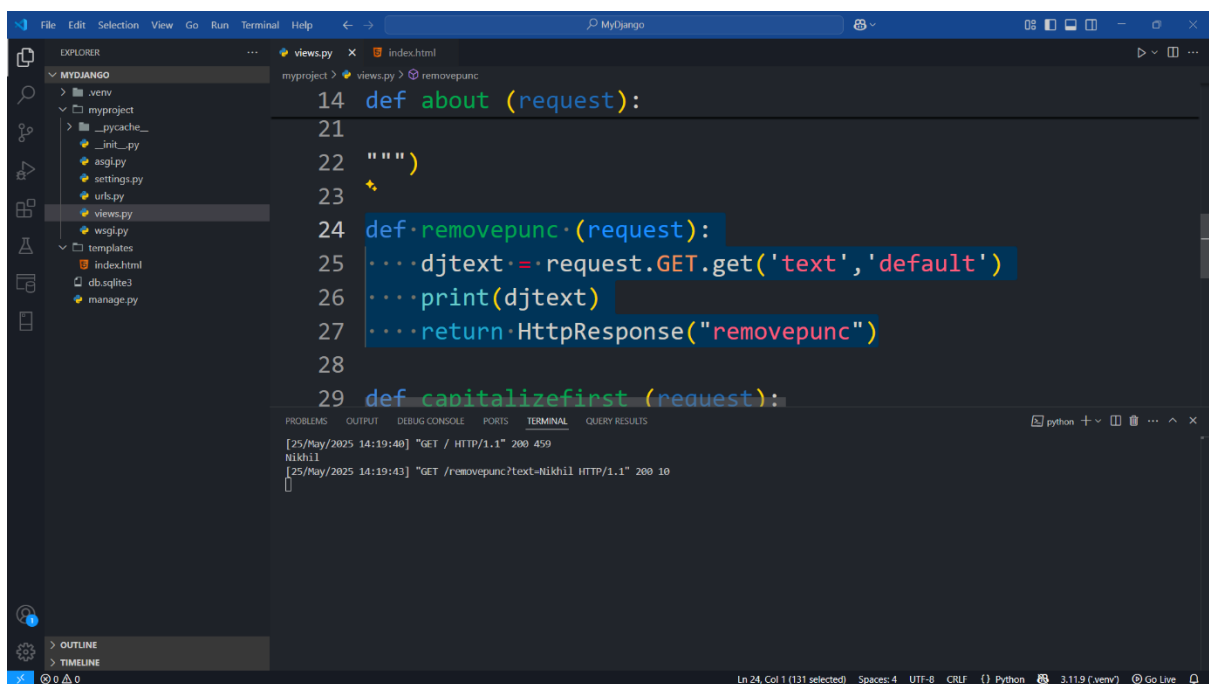 File Edit Selection View Go Run Terminal Help
MyDjango
EXPLORER
views.py
index.html
MYDJANGO
myproject > views.py > removepunc
.venv
myproject
__pycache__
__init__.py
asgi.py
settings.py
urls.py
views.py
wsgi.py
templates
index.html
db.sqlite3
manage.py
14 def about (request):
21
22 """)
23
24 def removepunc (request):
25 djtext = request.GET.get('text','default')
26 print(djtext)
27 return HttpResponse("removepunc")
28
29 def capitalizefirst (request):
PROBLEMS OUTPUT DEBUG CONSOLE PORTS TERMINAL QUERY RESULTS
python
[25/May/2025 14:19:40] "GET / HTTP/1.1" 200 459
Nikhil
[25/May/2025 14:19:43] "GET /removepunc?text=Nikhil HTTP/1.1" 200 10
1
OUTLINE
TIMELINE
0 0
Ln 24, Col 1 (131 selected) Spaces: 4 UTF-8 CRLF {} Python 3.11.9 ('.venv') Go Live